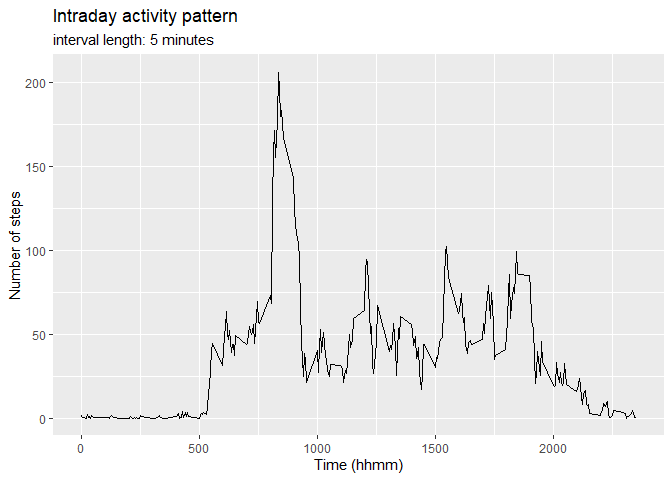 Intraday activity pattern
interval length: 5 minutes
Number of steps
200
150
100
50
0
0 500 1000 1500 2000
Time (hhmm)